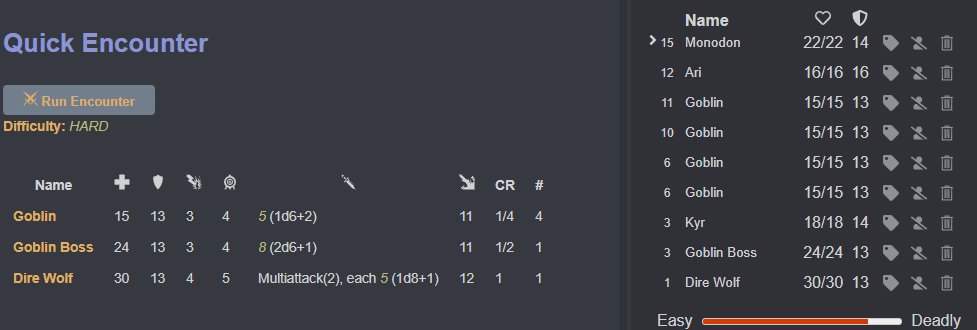 Quick Encounter
Run Encounter
Difficulty: HARD
Name CR #
Goblin 15 13 3 4 5 (1d6+2) 11 1/4 4
Goblin Boss 24 13 3 4 8 (2d6+1) 11 1/2 1
Dire Wolf 30 13 4 5 Multiattack(2), each 5 (1d8+1) 12 1 1
Name
15 Monodon 22/22 14
12 Ari 16/16 16
11 Goblin 15/15 13
10 Goblin 15/15 13
6 Goblin 15/15 13
6 Goblin 15/15 13
3 Kyr 18/18 14
3 Goblin Boss 24/24 13
1 Dire Wolf 30/30 13
Easy Deadly